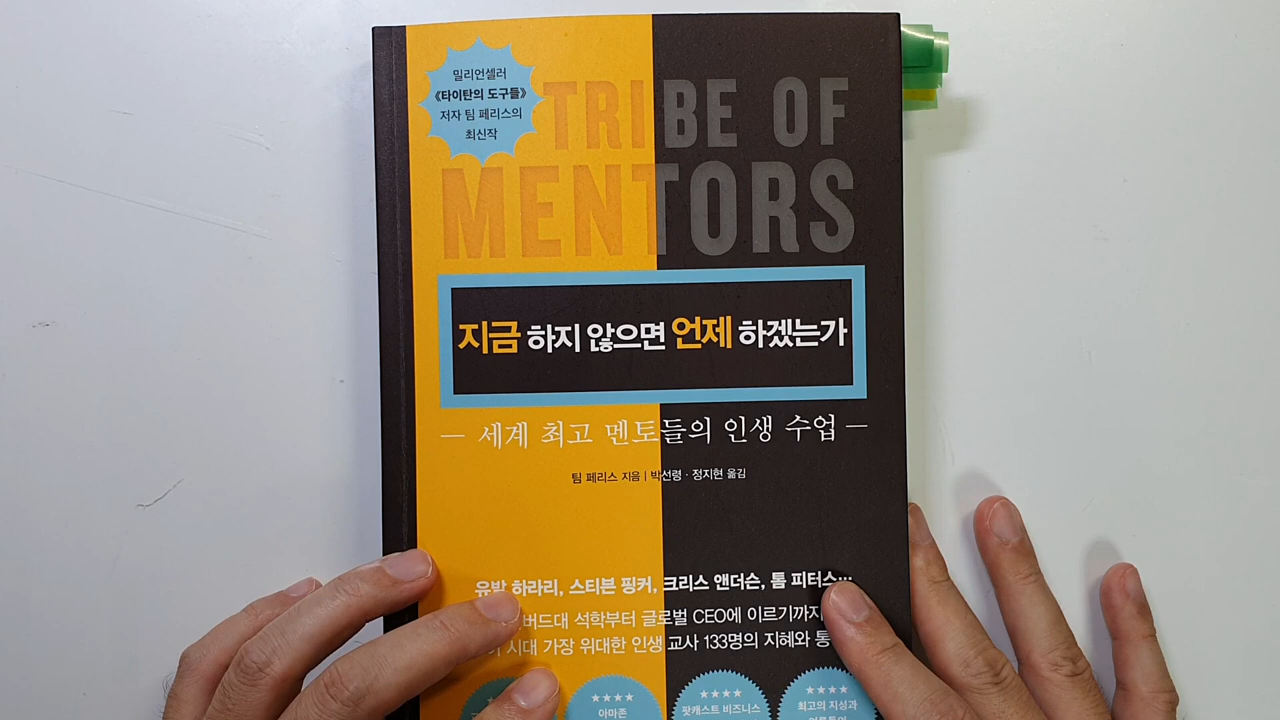 밀리언셀러
《타이탄의 도구들》
저자 팀 페리스의
최신작
TRIBE OF
MENTORS
지금 하지 않으면 언제 하겠는가
— 세계 최고 멘토들의 인생 수업 —
팀 페리스 지음 | 박선령 · 정지현 옮김
유발 하라리, 스티븐 핑커, 크리스 앤더슨, 톰 피터스…
석학부터 글로벌 CEO에 이르기까지
시대 가장 위대한 인생 교사 133명의 지혜와
★★★★
아마존
★★★★
팟캐스트 비즈니스
★★★★
최고의 지성과